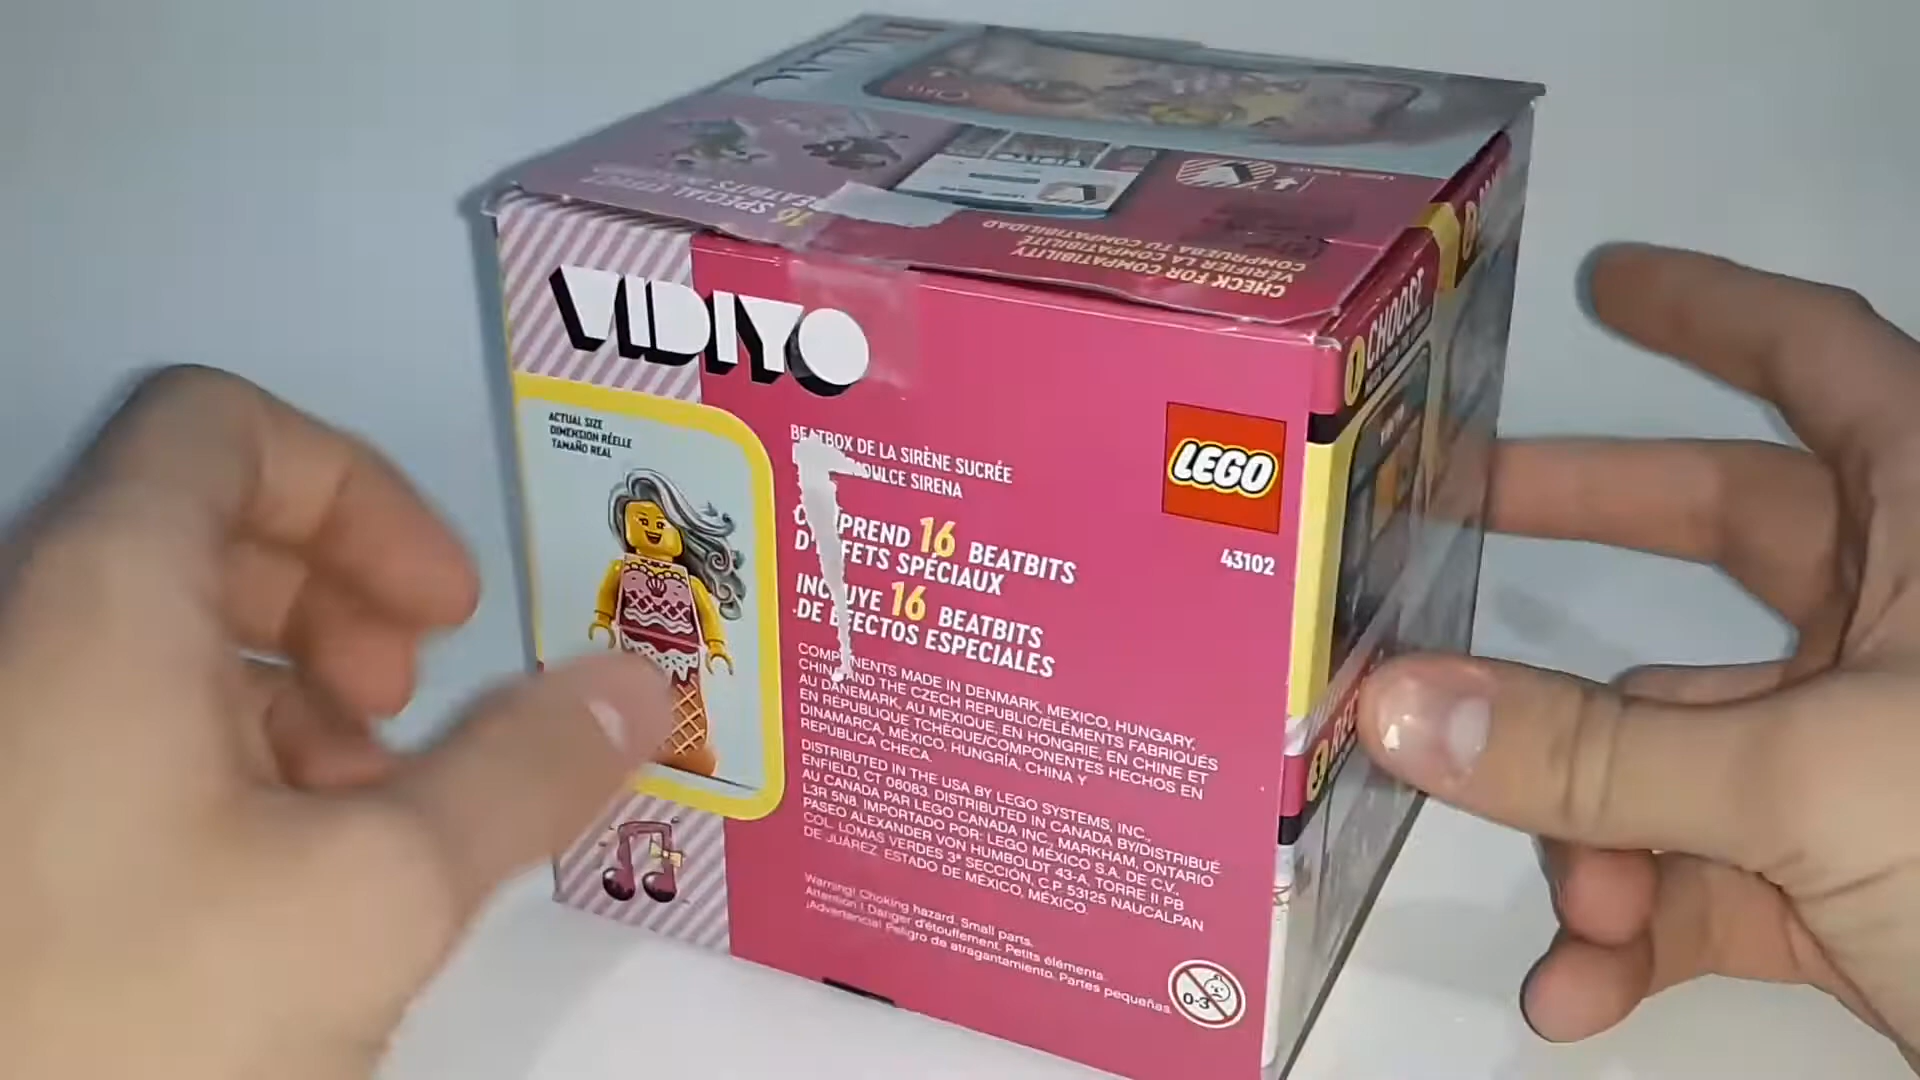 16 SPECIAL EFFECT
BEATBITS
VIDIYO
CHECK FOR COMPATIBILITY
VÉRIFIER LA COMPATIBILITÉ
COMPRUEBA TU COMPATIBILIDAD
VIDIYO
ACTUAL SIZE
DIMENSION RÉELLE
TAMAÑO REAL
BEATBOX DE LA SIRÈNE SUCRÉE
DULCE SIRENA
LEGO
43102
COMPREND 16 BEATBITS
D'EFFETS SPÉCIAUX
INCLUYE 16 BEATBITS
DE EFECTOS ESPECIALES
COMPONENTS MADE IN DENMARK, MEXICO, HUNGARY,
CHINA AND THE CZECH REPUBLIC/ÉLÉMENTS FABRIQUÉS
AU DANEMARK, AU MEXIQUE, EN HONGRIE, EN CHINE ET
EN RÉPUBLIQUE TCHÈQUE/COMPONENTES HECHOS EN
DINAMARCA, MÉXICO, HUNGRÍA, CHINA Y
REPÚBLICA CHECA.
DISTRIBUTED IN THE USA BY LEGO SYSTEMS, INC.,
ENFIELD, CT 06083. DISTRIBUTED IN CANADA BY/DISTRIBUÉ
AU CANADA PAR LEGO CANADA INC., MARKHAM, ONTARIO
L3R 5N8. IMPORTADO POR: LEGO MÉXICO S.A. DE C.V.,
PASEO ALEXANDER VON HUMBOLDT 43-A, TORRE II PB
COL. LOMAS VERDES 3ª SECCIÓN, C.P. 53125 NAUCALPAN
DE JUÁREZ, ESTADO DE MÉXICO, MÉXICO.
Warning! Choking hazard. Small parts.
Attention ! Danger d'étouffement. Petits éléments.
¡Advertencia! Peligro de atragantamiento. Partes pequeñas.
0-3
1 CHOOSE